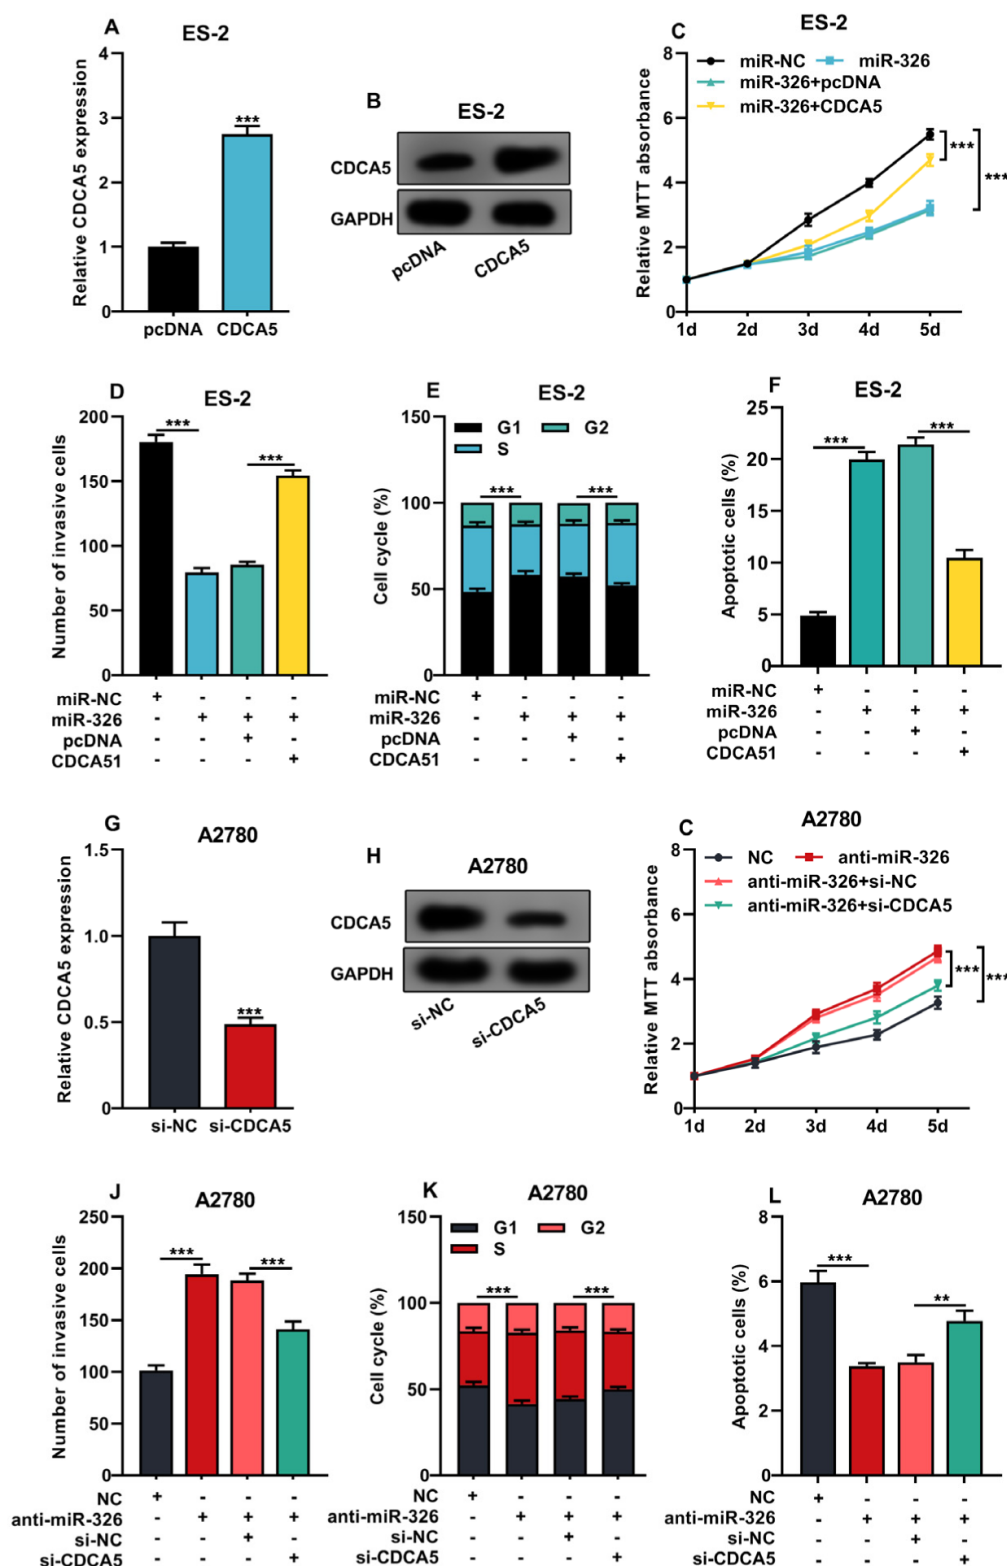 A
ES-2
Relative CDCA5 expression
4
3
2
1
0
***
pcDNA CDCA5
B
ES-2
CDCA5
GAPDH
pcDNA CDCA5
C
ES-2
miR-NC miR-326
miR-326+pcDNA
miR-326+CDCA5
Relative MTT absorbance
8
6
4
2
0
***
***
1d 2d 3d 4d 5d
D
ES-2
Number of invasive cells
200
150
100
50
0
*** ***
miR-NC + - - -
miR-326 - + + +
pcDNA - - + -
CDCA51 - - - +
E
ES-2
G1 G2
S
Cell cycle (%)
150
100
50
0
*** ***
miR-NC + - - -
miR-326 - + + +
pcDNA - - + -
CDCA51 - - - +
F
ES-2
Apoptotic cells (%)
25
20
15
10
5
0
*** ***
miR-NC + - - -
miR-326 - + + +
pcDNA - - + -
CDCA51 - - - +
G
A2780
Relative CDCA5 expression
1.5
1.0
0.5
0
***
si-NC si-CDCA5
H
A2780
CDCA5
GAPDH
si-NC si-CDCA5
C
A2780
NC anti-miR-326
anti-miR-326+si-NC
anti-miR-326+si-CDCA5
Relative MTT absorbance
8
6
4
2
0
***
***
1d 2d 3d 4d 5d
J
A2780
Number of invasive cells
250
200
150
100
50
0
*** ***
NC + - - -
anti-miR-326 - + + +
si-NC - - + -
si-CDCA5 - - - +
K
A2780
G1 G2
S
Cell cycle (%)
150
100
50
0
*** ***
NC + - - -
anti-miR-326 - + + +
si-NC - - + -
si-CDCA5 - - - +
L
A2780
Apoptotic cells (%)
8
6
4
2
0
*** **
NC + - - -
anti-miR-326 - + + +
si-NC - - + -
si-CDCA5 - - - +